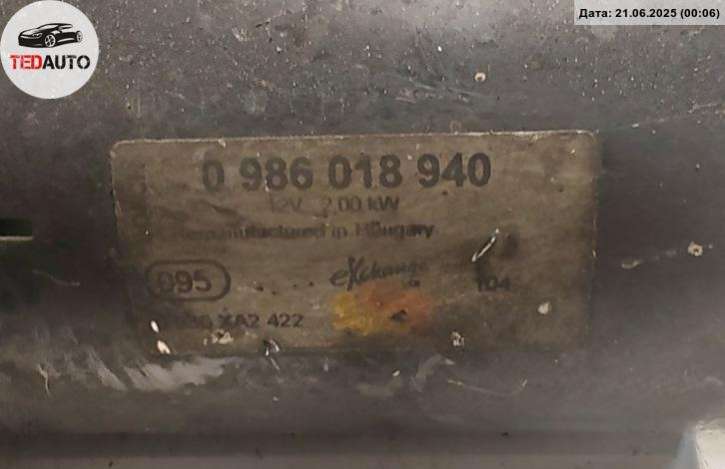 TEDAUTO
Дата: 21.06.2025 (00:06)
0 986 018 940
12V 2,00 kW
Remanufactured in Hungary
095 exchange 104
XA2 422